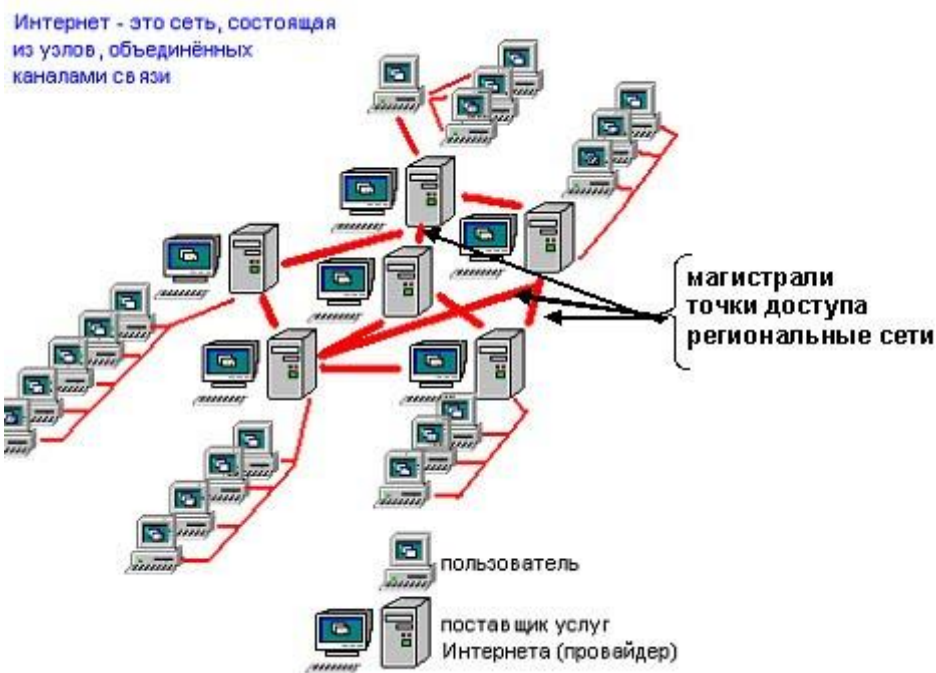 Интернет - это сеть, состоящая
из узлов, объединённых
каналами связи
магистрали
точки доступа
региональные сети
пользователь
поставщик услуг
Интернета (провайдер)